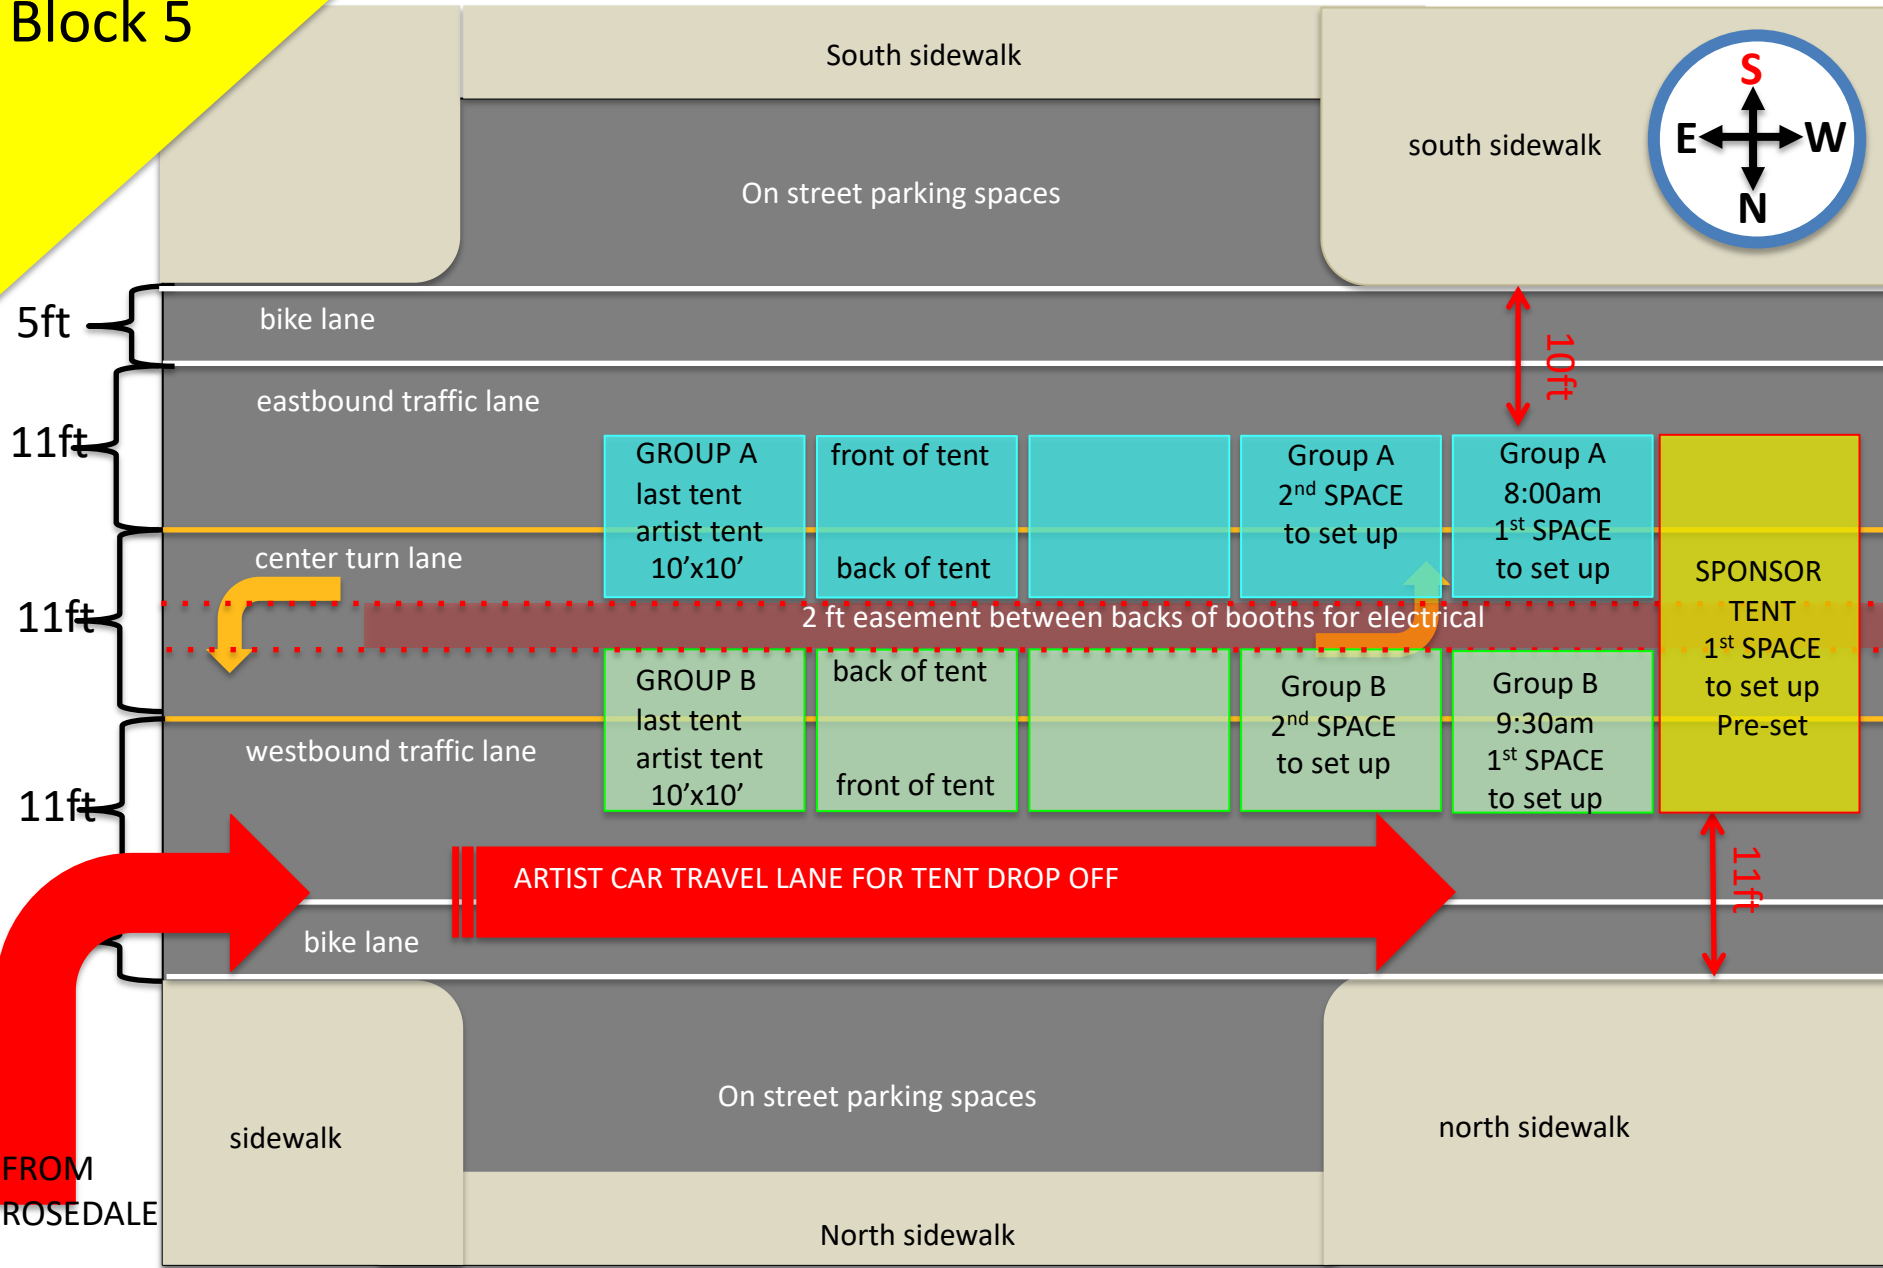 Block 5
South sidewalk
S
E W
N
south sidewalk
On street parking spaces
5ft
bike lane
10ft
11ft
eastbound traffic lane
GROUP A
last tent
artist tent
10’x10’
front of tent
back of tent
Group A
2nd SPACE
to set up
Group A
8:00am
1st SPACE
to set up
SPONSOR
TENT
1st SPACE
to set up
Pre-set
11ft
center turn lane
2 ft easement between backs of booths for electrical
GROUP B
last tent
artist tent
10’x10’
back of tent
front of tent
Group B
2nd SPACE
to set up
Group B
9:30am
1st SPACE
to set up
11ft
westbound traffic lane
ARTIST CAR TRAVEL LANE FOR TENT DROP OFF
11ft
bike lane
On street parking spaces
sidewalk
north sidewalk
FROM
ROSEDALE
North sidewalk